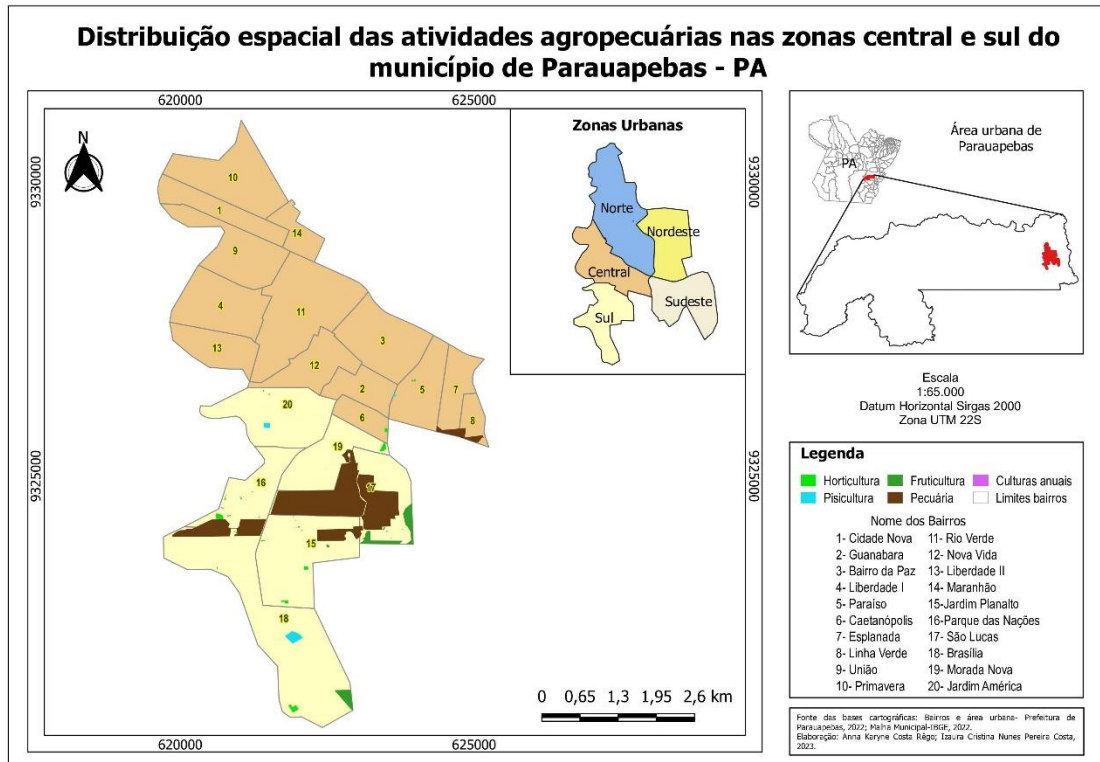 Distribuição espacial das atividades agropecuárias nas zonas central e sul do
município de Parauapebas - PA
620000
625000
9330000
9325000
N
10
1
14
9
4
11
3
13
12
2
5
7
8
6
20
19
16
17
15
18
0 0,65 1,3 1,95 2,6 km
620000
625000
Zonas Urbanas
Norte
Nordeste
Central
Sudeste
Sul
9330000
9325000
PA
Área urbana de
Parauapebas
Escala
1:65.000
Datum Horizontal Sirgas 2000
Zona UTM 22S
Legenda
Horticultura Fruticultura Culturas anuais
Pisicultura Pecuária Limites bairros
Nome dos Bairros
1- Cidade Nova 11- Rio Verde
2- Guanabara 12- Nova Vida
3- Bairro da Paz 13- Liberdade II
4- Liberdade I 14- Maranhão
5- Paraíso 15-Jardim Planalto
6- Caetanópolis 16-Parque das Nações
7- Esplanada 17- São Lucas
8- Linha Verde 18- Brasília
9- União 19- Morada Nova
10- Primavera 20- Jardim América
Fonte das bases cartográficas: Bairros e área urbana- Prefeitura de
Parauapebas, 2022; Malha Municipal-IBGE, 2022.
Elaboração: Anna Karyne Costa Rêgo; Izaura Cristina Nunes Pereira Costa,
2023.